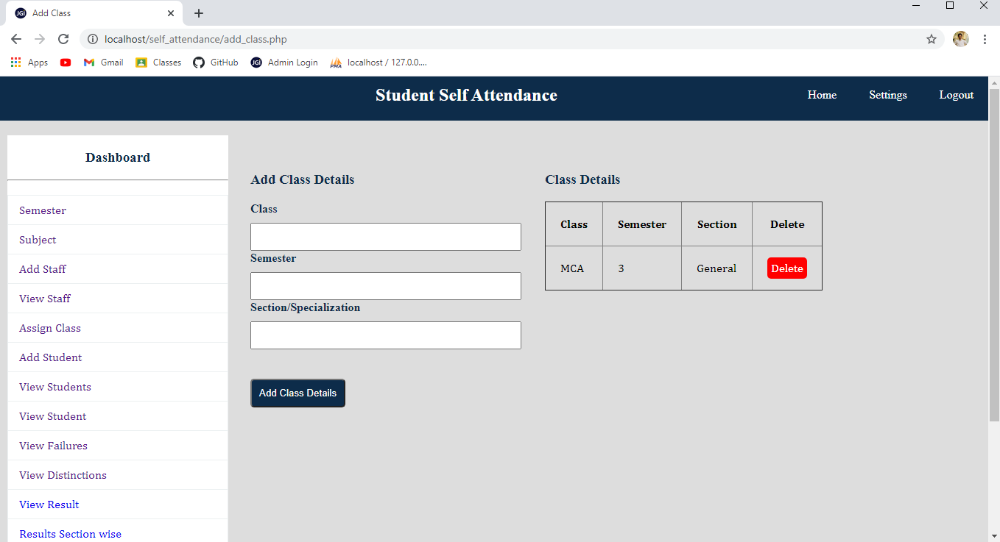 JGI Add Class
localhost/self_attendance/add_class.php
Apps Gmail Classes GitHub JGI Admin Login PMA localhost / 127.0.0....
Student Self Attendance Home Settings Logout
Dashboard
Semester
Subject
Add Staff
View Staff
Assign Class
Add Student
View Students
View Student
View Failures
View Distinctions
View Result
Results Section wise
Add Class Details
Class
Semester
Section/Specialization
Add Class Details
Class Details
Class Semester Section Delete
MCA 3 General Delete